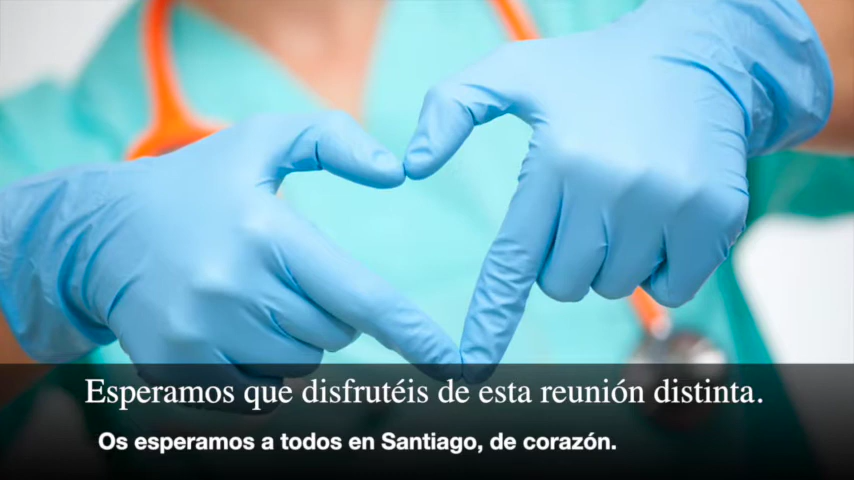 Esperamos que disfrutéis de esta reunión distinta.
Os esperamos a todos en Santiago, de corazón.